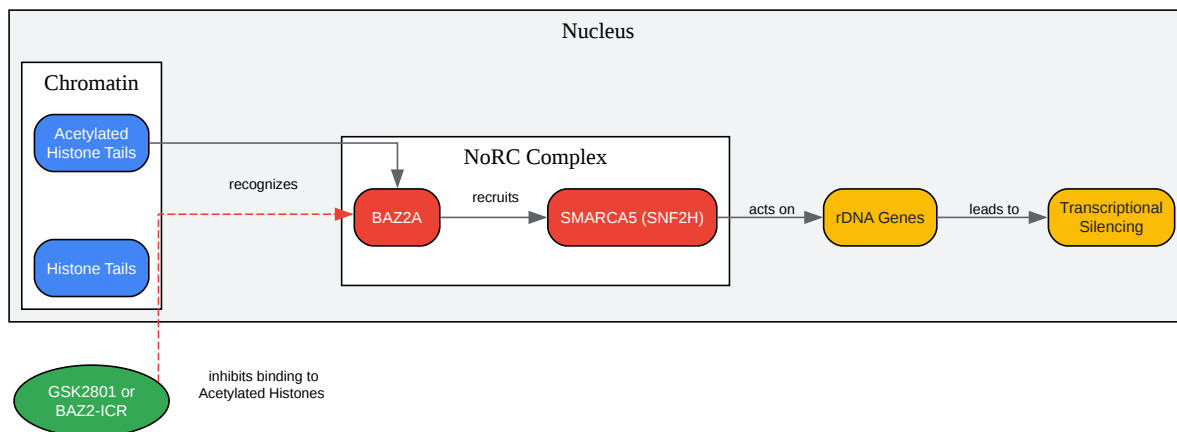 Nucleus
Chromatin
Acetylated
Histone Tails
NoRC Complex
recognizes
BAZ2A
recruits
SMARCA5 (SNF2H)
acts on
rDNA Genes
leads to
Transcriptional
Silencing
Histone Tails
GSK2801 or
BAZ2-ICR
inhibits binding to
Acetylated Histones